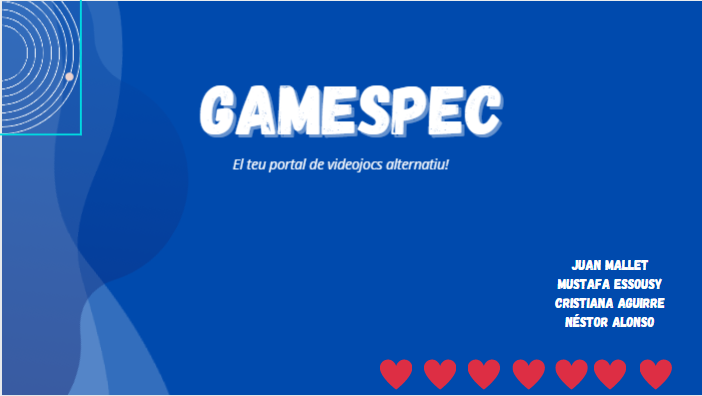 GAMESPEC
El teu portal de videojocs alternatiu!
JUAN MALLET
MUSTAFA ESSOUSY
CRISTIANA AGUIRRE
NÉSTOR ALONSO